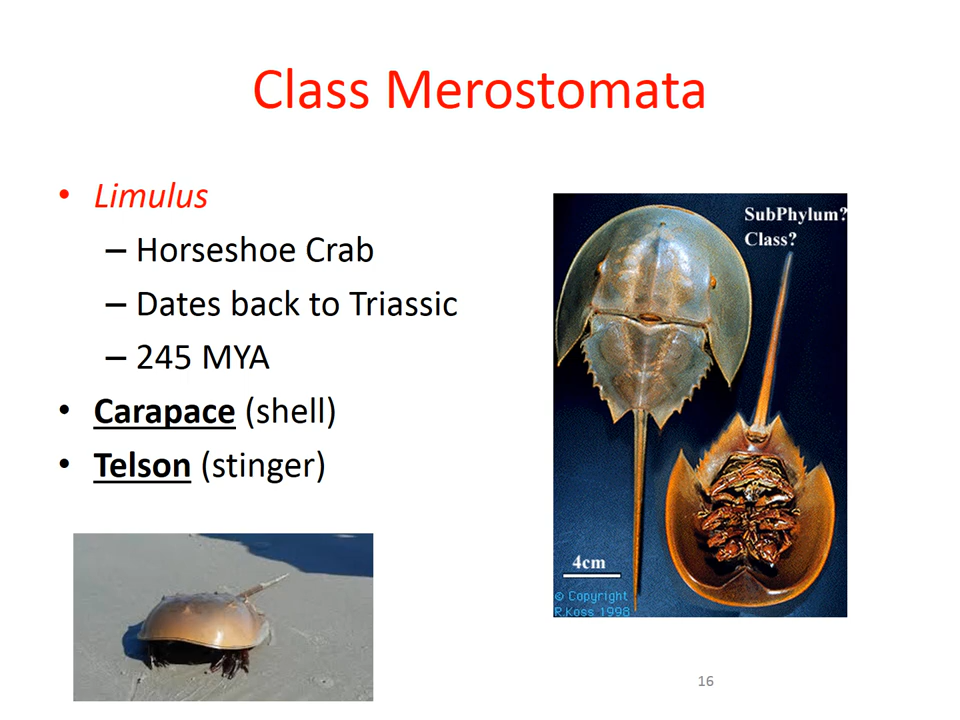 Class Merostomata
• Limulus
– Horseshoe Crab
– Dates back to Triassic
– 245 MYA
• Carapace (shell)
• Telson (stinger)
SubPhylum?
Class?
4cm
© Copyright
R.Koss 1998
16